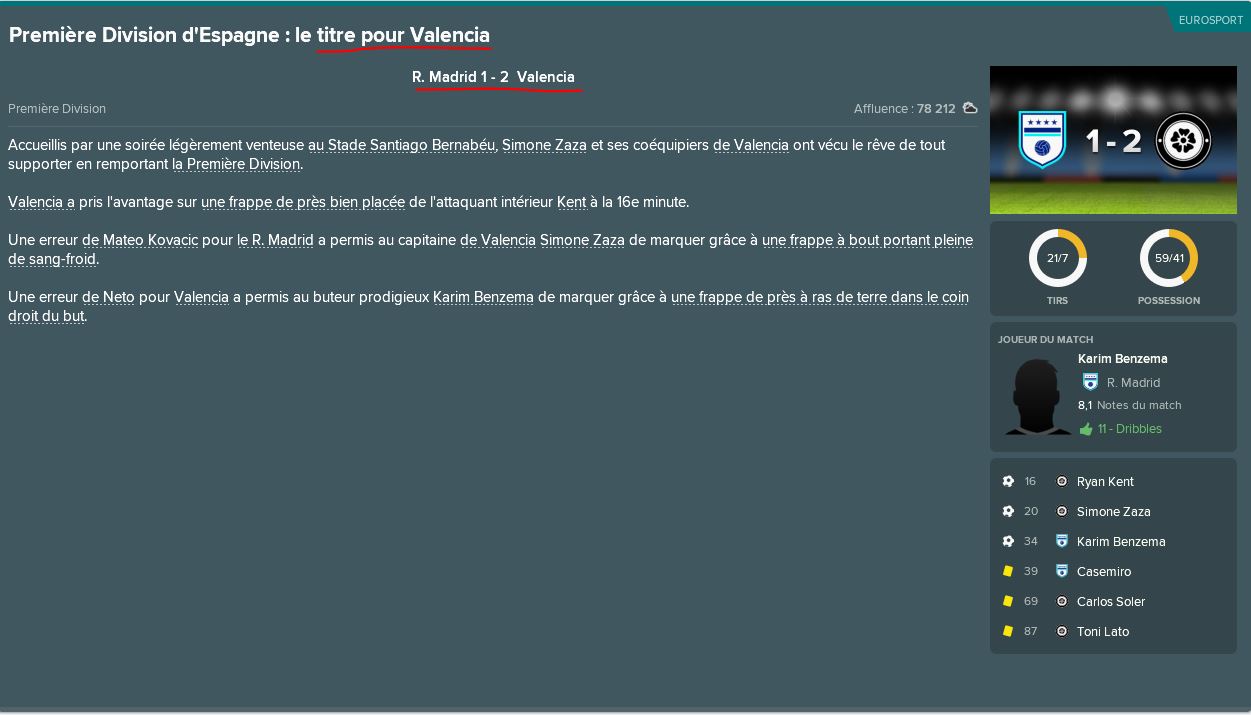 EUROSPORT
Première Division d'Espagne : le titre pour Valencia
R. Madrid 1 - 2 Valencia
Première Division
Affluence : 78 212
Accueillis par une soirée légèrement venteuse au Stade Santiago Bernabéu, Simone Zaza et ses coéquipiers de Valencia ont vécu le rêve de tout
supporter en remportant la Première Division.
Valencia a pris l'avantage sur une frappe de près bien placée de l'attaquant intérieur Kent à la 16e minute.
Une erreur de Mateo Kovacic pour le R. Madrid a permis au capitaine de Valencia Simone Zaza de marquer grâce à une frappe à bout portant pleine
de sang-froid.
Une erreur de Neto pour Valencia a permis au buteur prodigieux Karim Benzema de marquer grâce à une frappe de près à ras de terre dans le coin
droit du but.
1 - 2
21/7
59/41
TIRS
POSSESSION
JOUEUR DU MATCH
Karim Benzema
R. Madrid
8,1 Notes du match
11 - Dribbles
16 Ryan Kent
20 Simone Zaza
34 Karim Benzema
39 Casemiro
69 Carlos Soler
87 Toni Lato